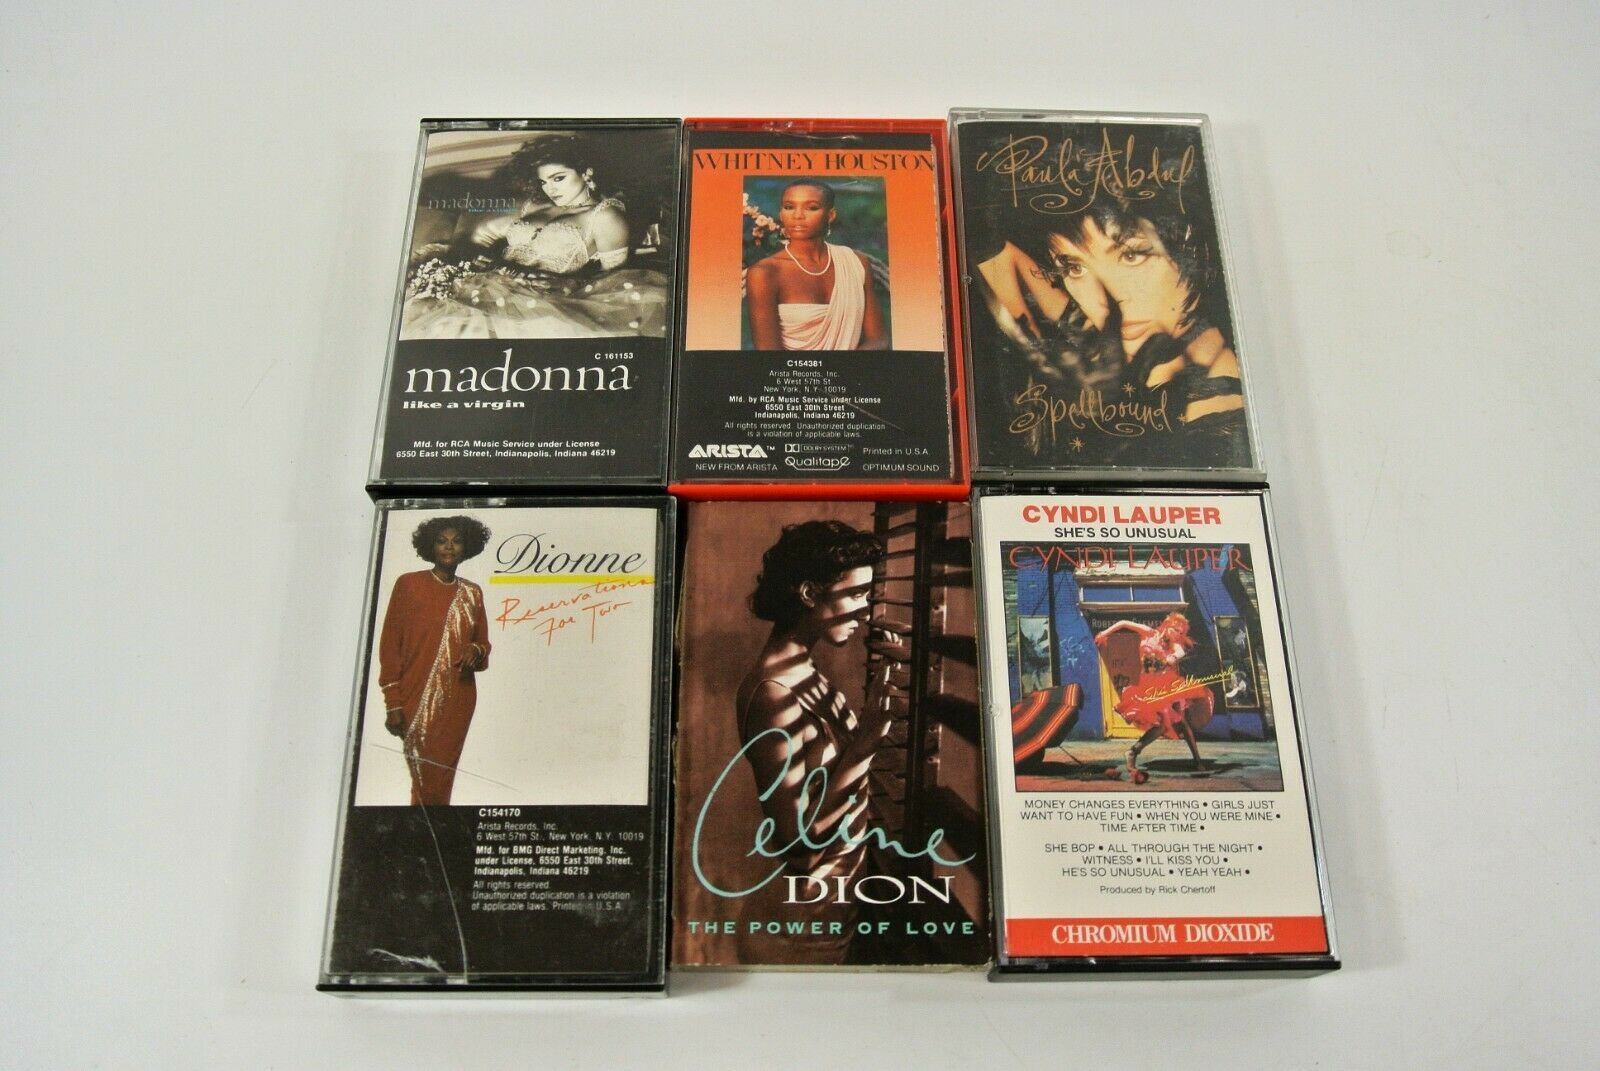 madonna
like a virgin
C 161153
madonna
like a virgin
Mfd. for RCA Music Service under License
6550 East 30th Street, Indianapolis, Indiana 46219
WHITNEY HOUSTON
C154381
Arista Records, Inc.
6 West 57th St.
New York, N.Y. 10019
Mfd. by RCA Music Service under License
6550 East 30th Street
Indianapolis, Indiana 46219
All rights reserved. Unauthorized duplication
is a violation of applicable laws.
ARISTA™ DOLBY SYSTEM Printed in U.S.A.
NEW FROM ARISTA Qualitape OPTIMUM SOUND
Paula Abdul
Spellbound
Dionne
Reservations
For Two
C154170
Arista Records, Inc.
6 West 57th St., New York, N.Y. 10019
Mfd. for BMG Direct Marketing, Inc.
under License, 6550 East 30th Street,
Indianapolis, Indiana 46219
All rights reserved.
Unauthorized duplication is a violation
of applicable laws. Printed in U.S.A.
Celine
DION
THE POWER OF LOVE
CYNDI LAUPER
SHE'S SO UNUSUAL
CYNDI LAUPER
She's So Unusual
MONEY CHANGES EVERYTHING • GIRLS JUST
WANT TO HAVE FUN • WHEN YOU WERE MINE •
TIME AFTER TIME •
SHE BOP • ALL THROUGH THE NIGHT •
WITNESS • I'LL KISS YOU •
HE'S SO UNUSUAL • YEAH YEAH •
Produced by Rick Chertoff
CHROMIUM DIOXIDE